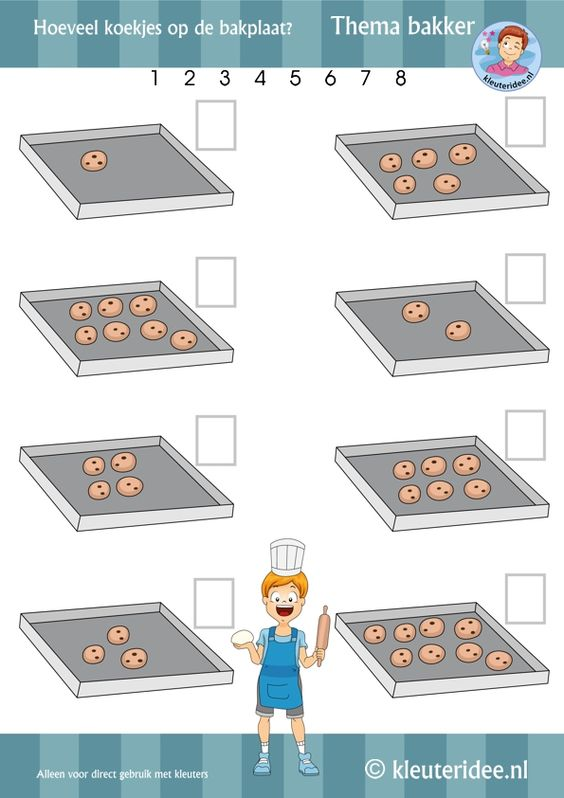 Hoeveel koekjes op de bakplaat?
Thema bakker
kleuteridee.nl
1 2 3 4 5 6 7 8
Alleen voor direct gebruik met kleuters
© kleuteridee.nl